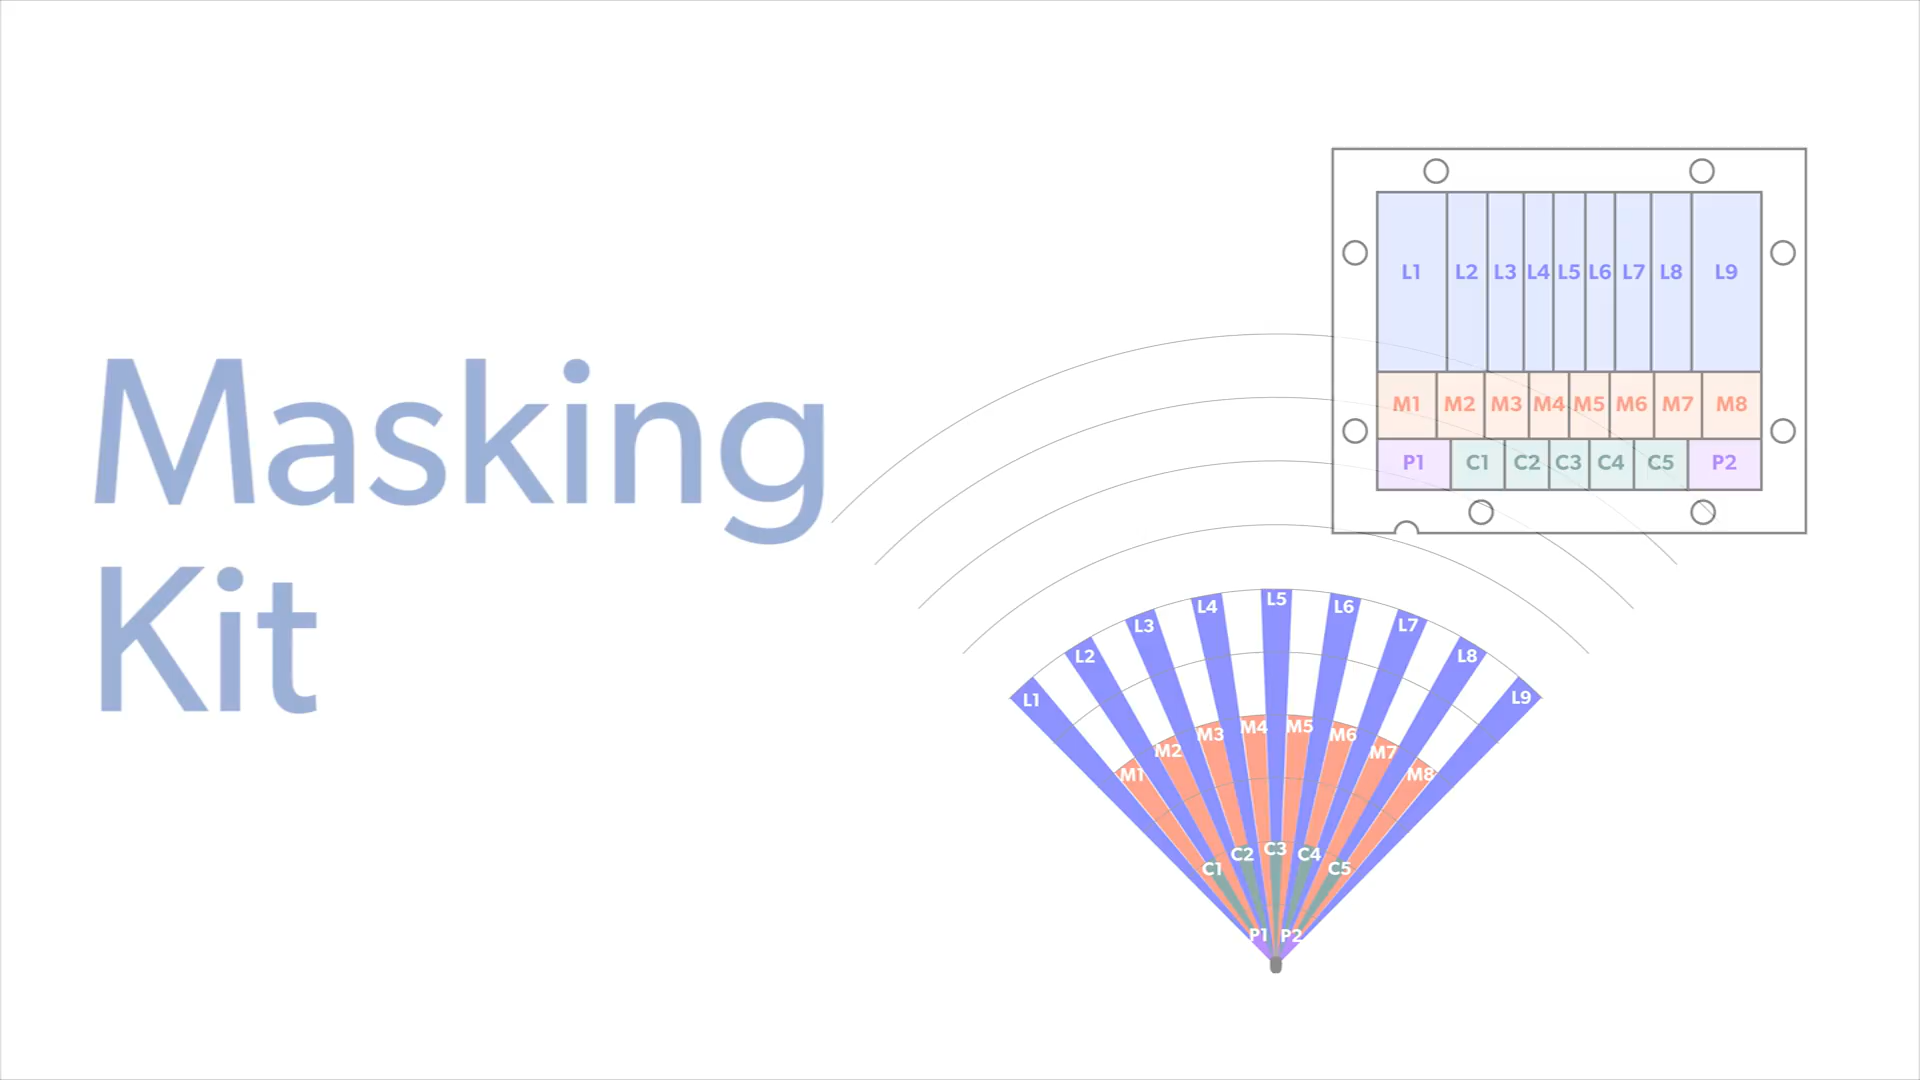 Masking
Kit
L1 L2 L3 L4 L5 L6 L7 L8 L9
M1 M2 M3 M4 M5 M6 M7 M8
P1 C1 C2 C3 C4 C5 P2
L1 L2 L3 L4 L5 L6 L7 L8 L9
M1 M2 M3 M4 M5 M6 M7 M8
C1 C2 C3 C4 C5
P1 P2